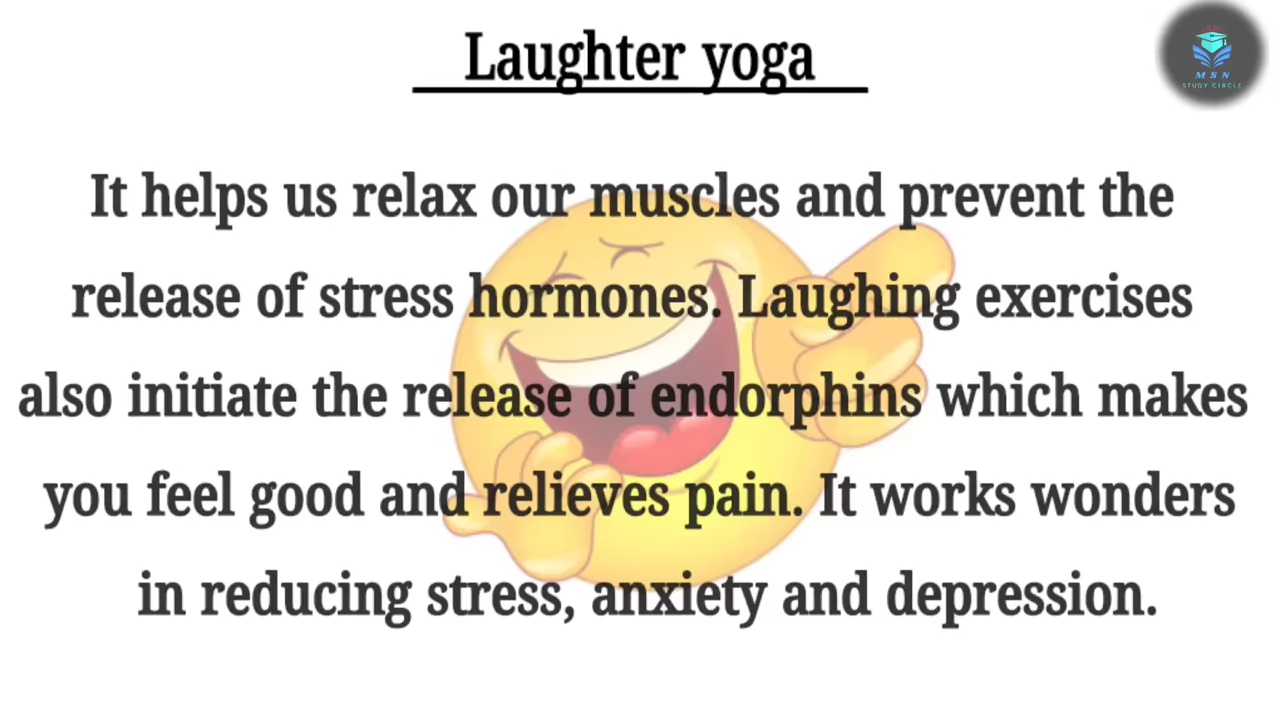 Laughter yoga
M S N
STUDY CIRCLE
It helps us relax our muscles and prevent the
release of stress hormones. Laughing exercises
also initiate the release of endorphins which makes
you feel good and relieves pain. It works wonders
in reducing stress, anxiety and depression.